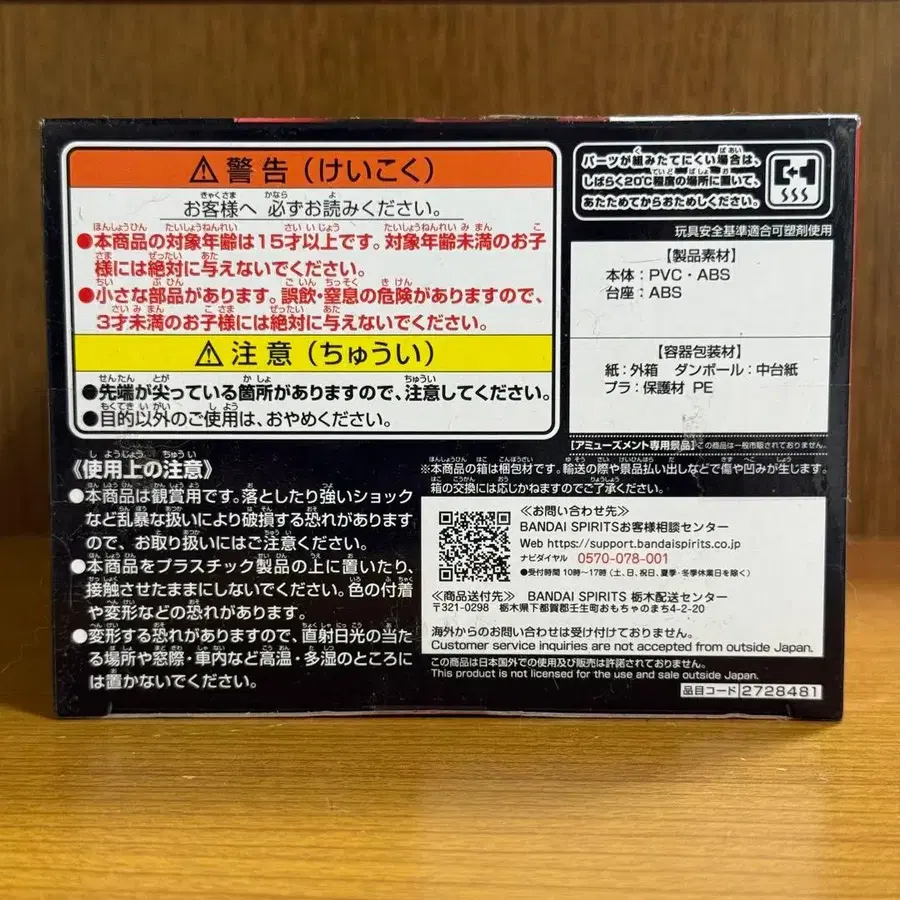 ⚠ 警告（けいこく）
お客様へ 必ずお読みください。
●本商品の対象年齢は15才以上です。対象年齢未満のお子
様には絶対に与えないでください。
●小さな部品があります。誤飲・窒息の危険がありますので、
3才未満のお子様には絶対に与えないでください。
⚠ 注意（ちゅうい）
●先端が尖っている箇所がありますので、注意してください。
●目的以外のご使用は、おやめください。
《使用上の注意》
●本商品は観賞用です。落としたり強いショック
など乱暴な扱いにより破損する恐れがあります
ので、お取り扱いにはご注意ください。
●本商品をプラスチック製品の上に置いたり、
接触させたままにしないでください。色の付着
や変形などの恐れがあります。
●変形する恐れがありますので、直射日光の当た
る場所や窓際・車内など高温・多湿のところに
は置かないでください。
パーツが組みたてにくい場合は、
しばらく20℃程度の場所に置いて、
あたためてからおためしください。
玩具安全基準適合可塑剤使用
【製品素材】
本体：PVC・ABS
台座：ABS
【容器包装材】
紙：外箱 ダンボール：中台紙
プラ：保護材 PE
【アミューズメント専用景品】この商品は一般市販されておりません。
※本商品の箱は梱包材です。輸送の際や景品払い出しなどで傷や凹みが生じます。
箱の交換には応じかねますのでご了承ください。
≪お問い合わせ先≫
BANDAI SPIRITSお客様相談センター
Web https://support.bandaispirits.co.jp
ナビダイヤル 0570-078-001
●受付時間 10時～17時（土、日、祝日、夏季・冬季休業日を除く）
≪商品送付先≫ BANDAI SPIRITS 栃木配送センター
〒321-0298 栃木県下都賀郡壬生町おもちゃのまち4-2-20
海外からのお問い合わせは受け付けておりません。
Customer service inquiries are not accepted from outside Japan.
この商品は日本国外での使用及び販売は許諾されておりません。
This product is not licensed for the use and sale outside Japan.
品目コード 2728481